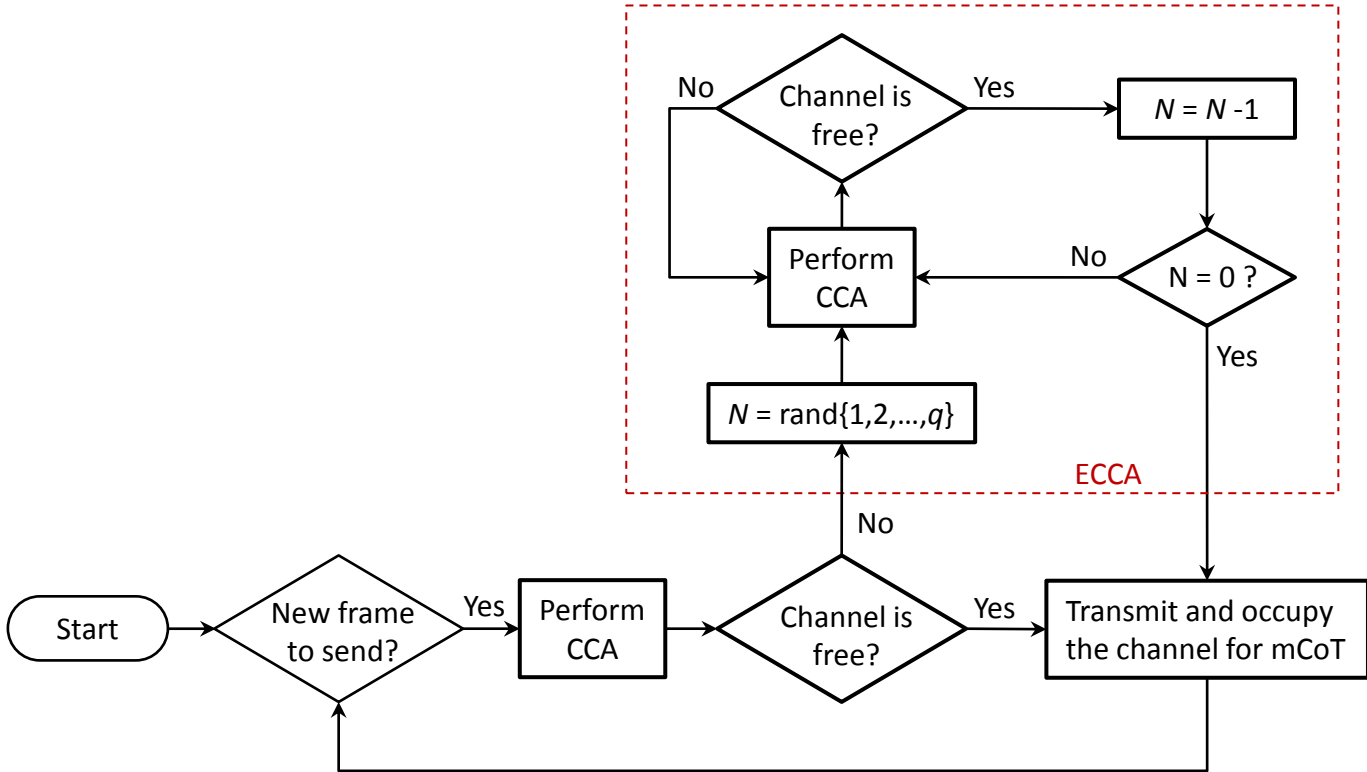 No
Channel is
free?
Yes
N = N -1
Perform
CCA
No
N = 0 ?
Yes
N = rand{1,2,...,q}
ECCA
No
Start
New frame
to send?
Yes
Perform
CCA
Channel is
free?
Yes
Transmit and occupy
the channel for mCoT